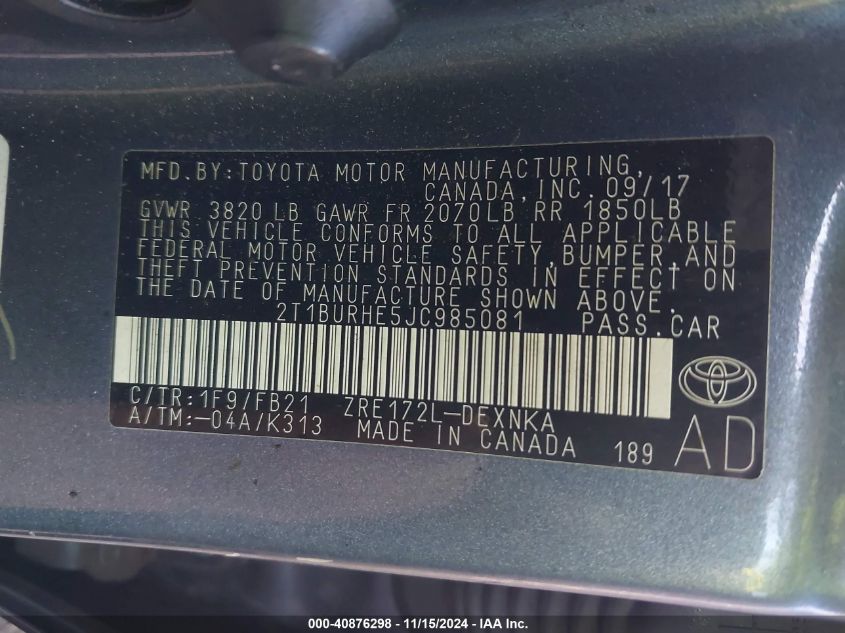 MFD. BY: TOYOTA MOTOR MANUFACTURING,
CANADA, INC. 09/17
GVWR 3820 LB GAWR FR 2070LB RR 1850LB
THIS VEHICLE CONFORMS TO ALL APPLICABLE
FEDERAL MOTOR VEHICLE SAFETY, BUMPER, AND
THEFT PREVENTION STANDARDS IN EFFECT ON
THE DATE OF MANUFACTURE SHOWN ABOVE.
2T1BURHE5JC985081 PASS. CAR
C/TR: 1F9/FB21 ZRE172L-DEXNKA
A/TM: -04A/K313 MADE IN CANADA 189 AD
000-40876298 - 11/15/2024 - IAA Inc.